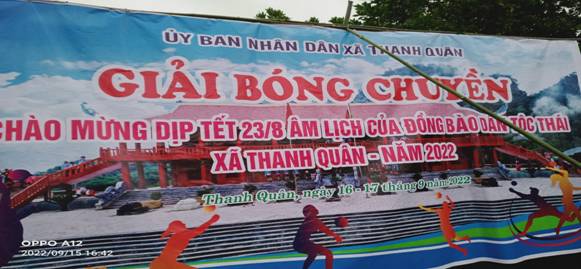 ỦY BAN NHÂN DÂN XÃ THANH QUÂN
GIẢI BÓNG CHUYỀN
CHÀO MỪNG DỊP TẾT 23/8 ÂM LỊCH CỦA ĐỒNG BÀO DÂN TỘC THÁI
XÃ THANH QUÂN - NĂM 2022
Thanh Quân, ngày 16 - 17 tháng 9 năm 2022
OPPO A12
2022/09/15 16:42